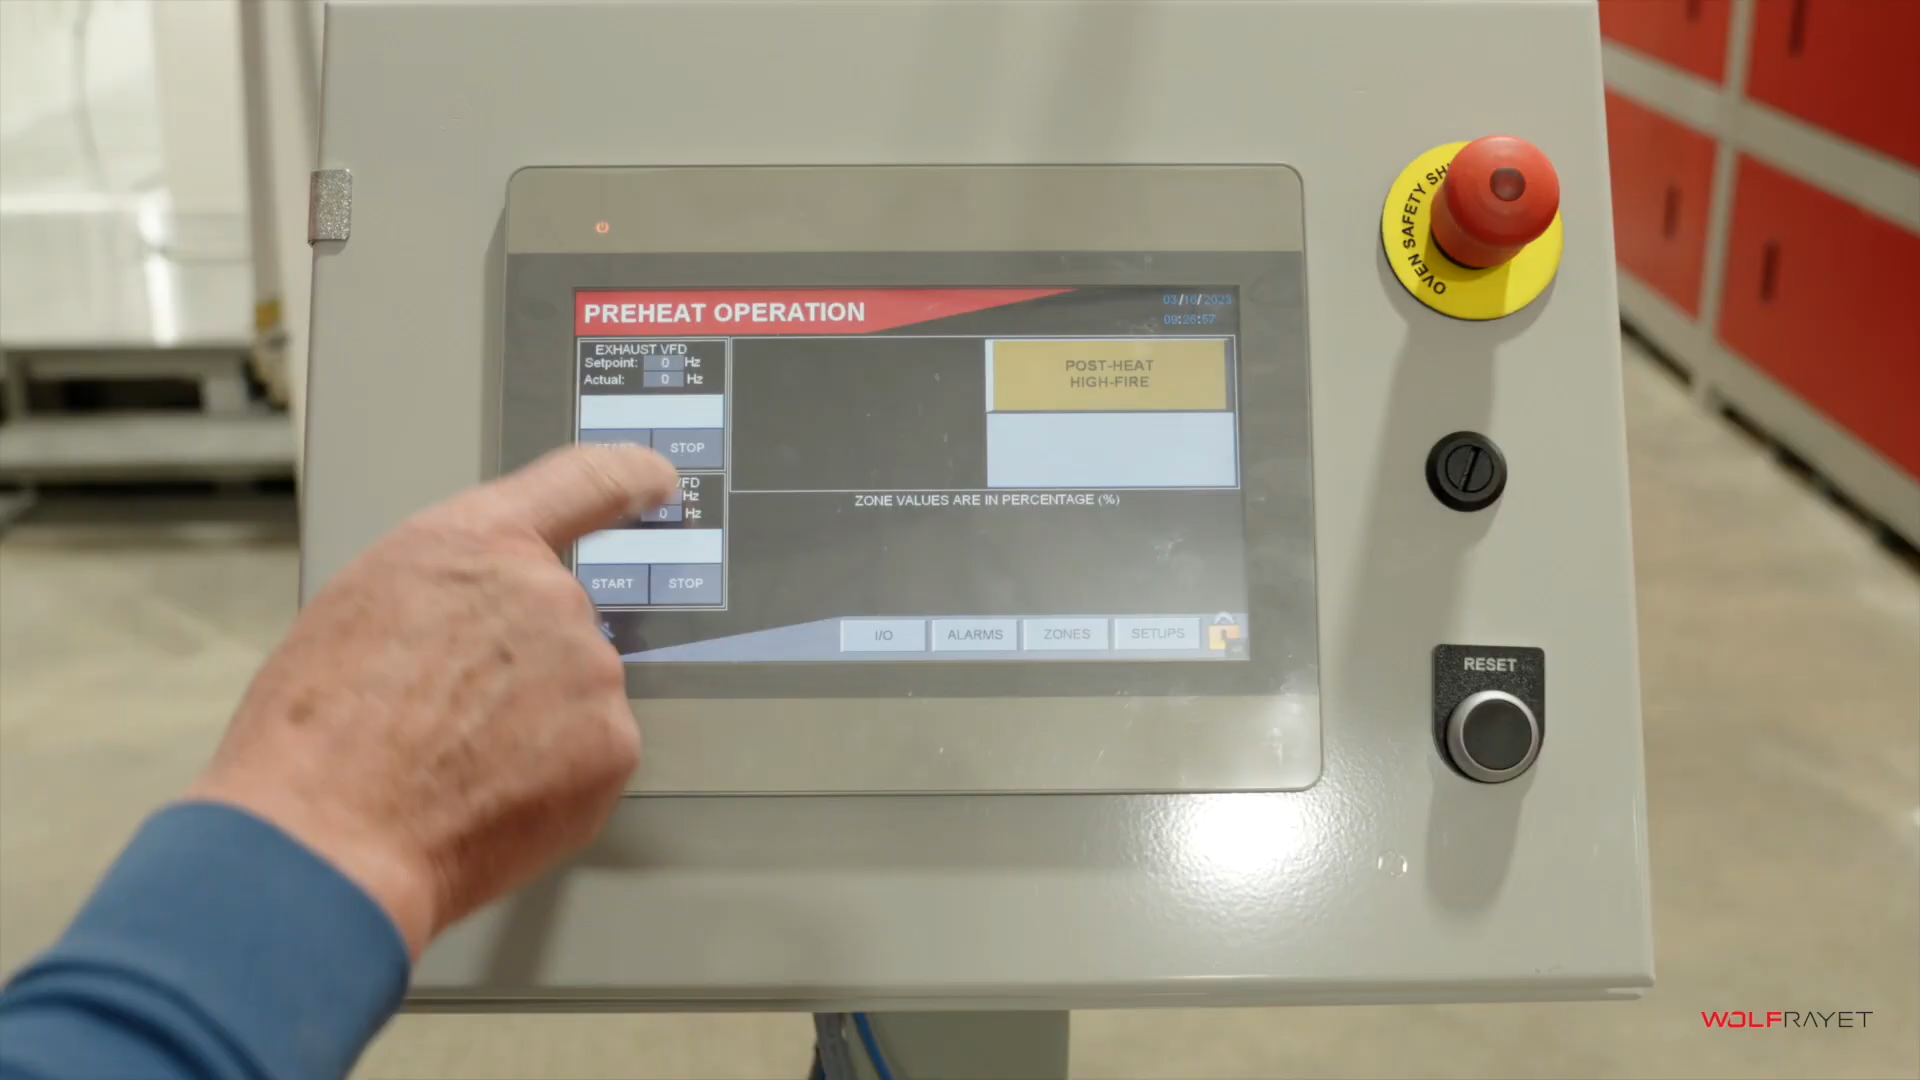 OVEN SAFETY
PREHEAT OPERATION
03/16/2023
09:26:57
EXHAUST VFD
Setpoint: 0 Hz
Actual: 0 Hz
START STOP
POST-HEAT
HIGH-FIRE
VFD
Hz
0 Hz
START STOP
ZONE VALUES ARE IN PERCENTAGE (%)
I/O
ALARMS
ZONES
SETUPS
RESET
WOLFRAYET